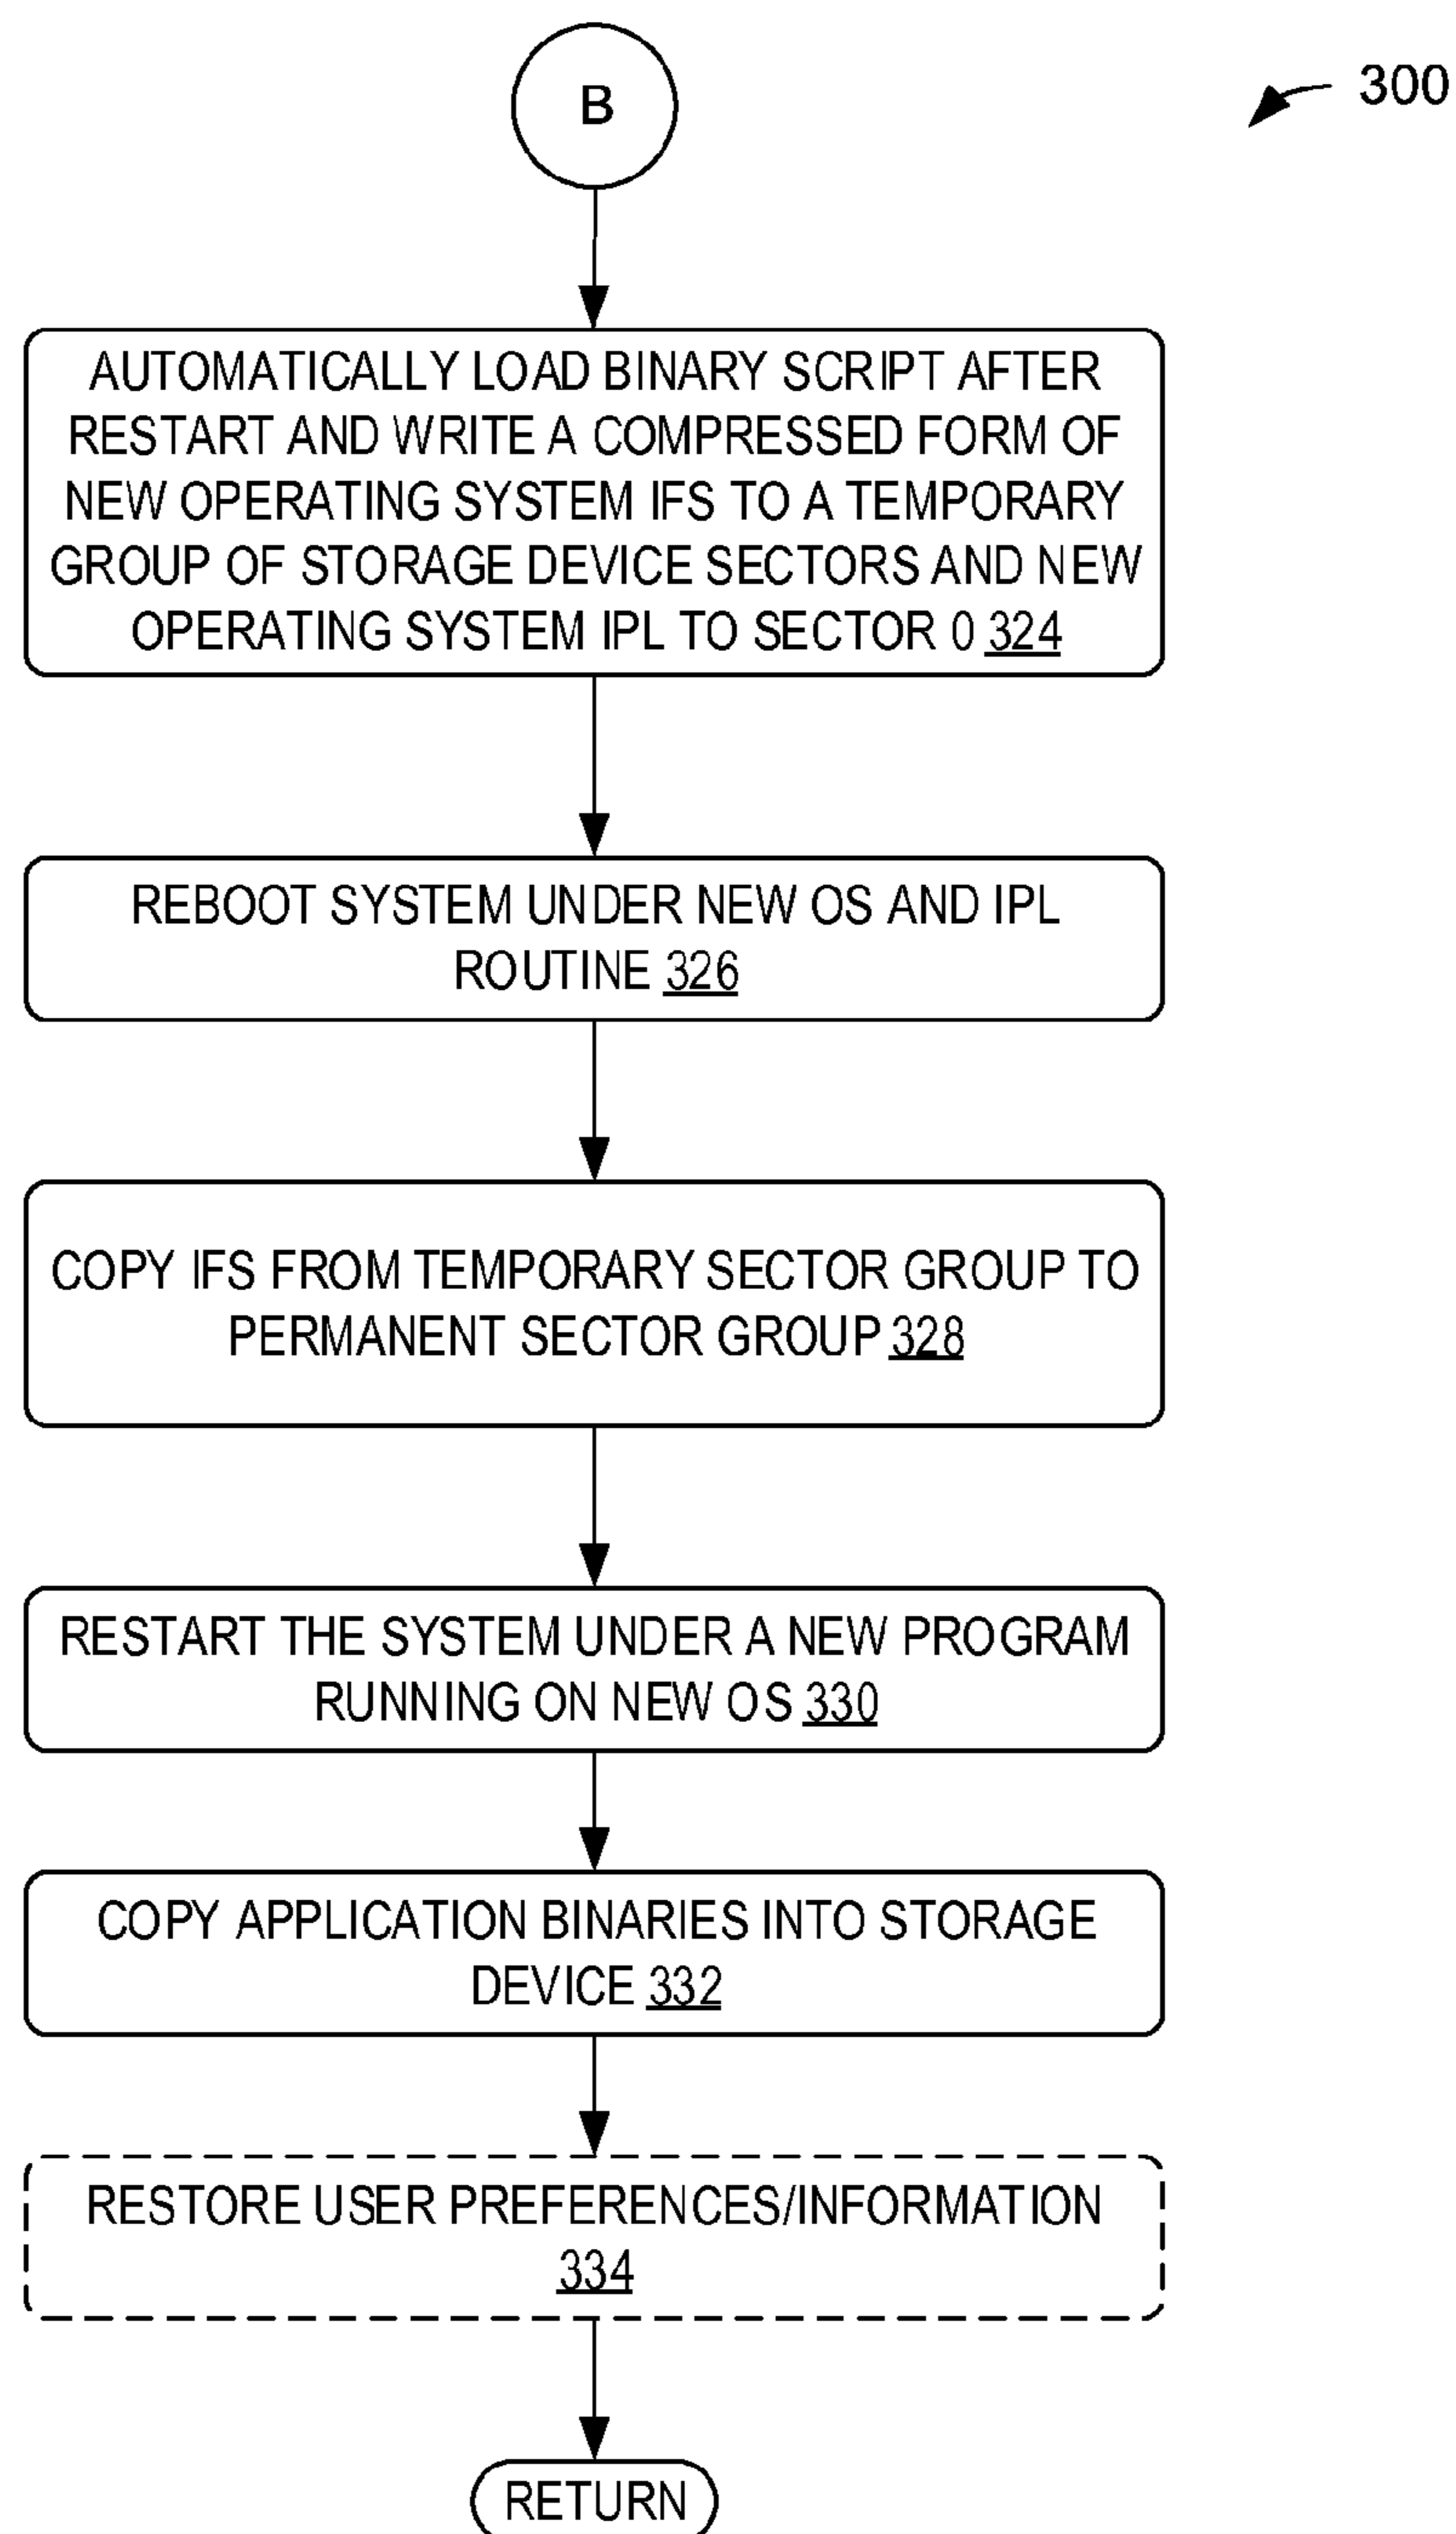 B
300
AUTOMATICALLY LOAD BINARY SCRIPT AFTER
RESTART AND WRITE A COMPRESSED FORM OF
NEW OPERATING SYSTEM IFS TO A TEMPORARY
GROUP OF STORAGE DEVICE SECTORS AND NEW
OPERATING SYSTEM IPL TO SECTOR 0 324
REBOOT SYSTEM UNDER NEW OS AND IPL
ROUTINE 326
COPY IFS FROM TEMPORARY SECTOR GROUP TO
PERMANENT SECTOR GROUP 328
RESTART THE SYSTEM UNDER A NEW PROGRAM
RUNNING ON NEW OS 330
COPY APPLICATION BINARIES INTO STORAGE
DEVICE 332
RESTORE USER PREFERENCES/INFORMATION
334
RETURN